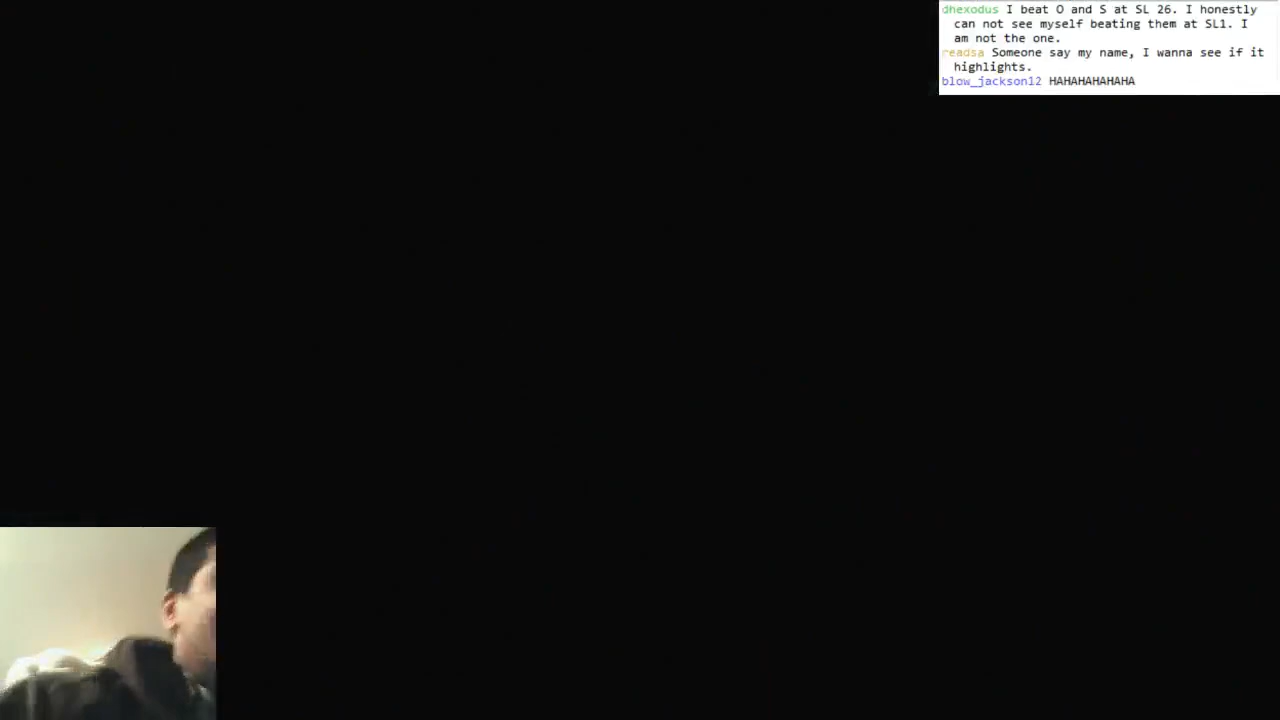 dhexodus I beat O and S at SL 26. I honestly
can not see myself beating them at SL1. I
am not the one.
readsa Someone say my name, I wanna see if it
highlights.
blow_jackson12 HAHAHAHAHAHA